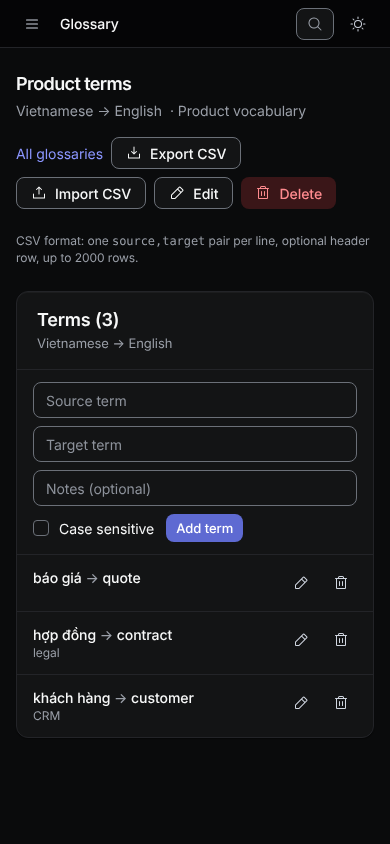 Glossary
Product terms
Vietnamese → English · Product vocabulary
All glossaries
Export CSV
Import CSV
Edit
Delete
CSV format: one source,target pair per line, optional header
row, up to 2000 rows.
Terms (3)
Vietnamese → English
Source term
Target term
Notes (optional)
Case sensitive
Add term
báo giá → quote
hợp đồng → contract
legal
khách hàng → customer
CRM